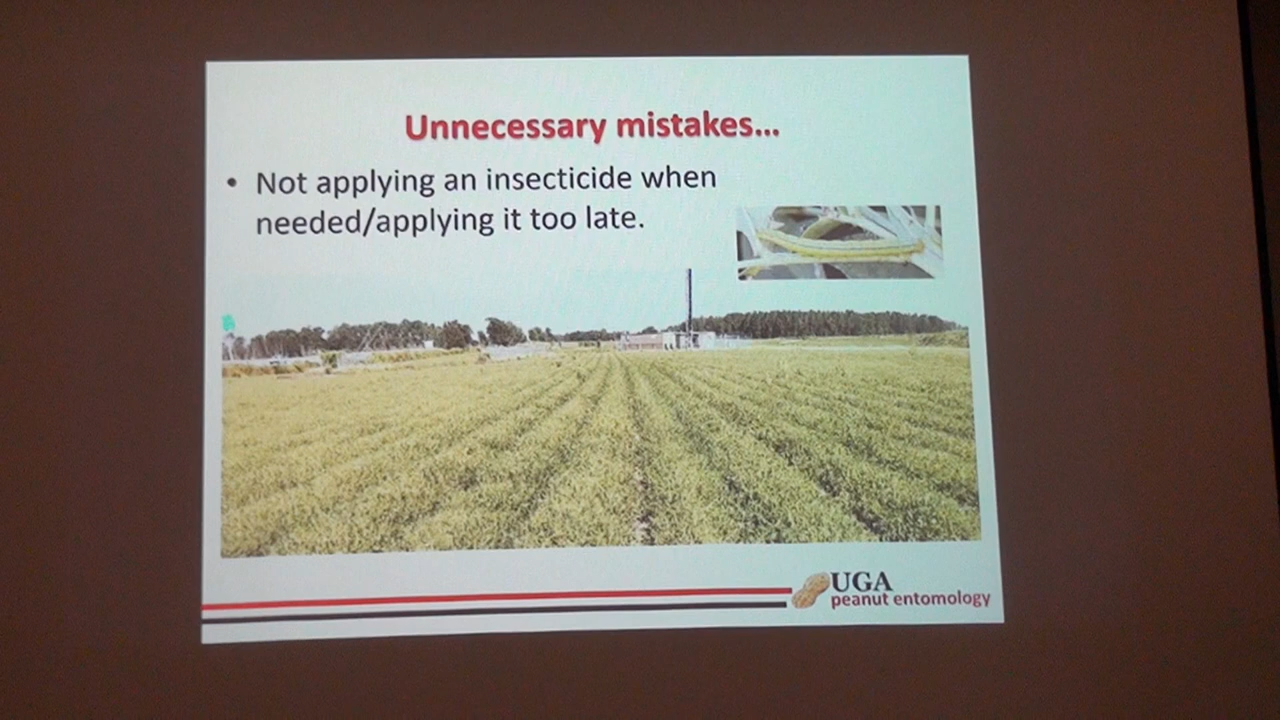 Unnecessary mistakes...
• Not applying an insecticide when
needed/applying it too late.
UGA
peanut entomology